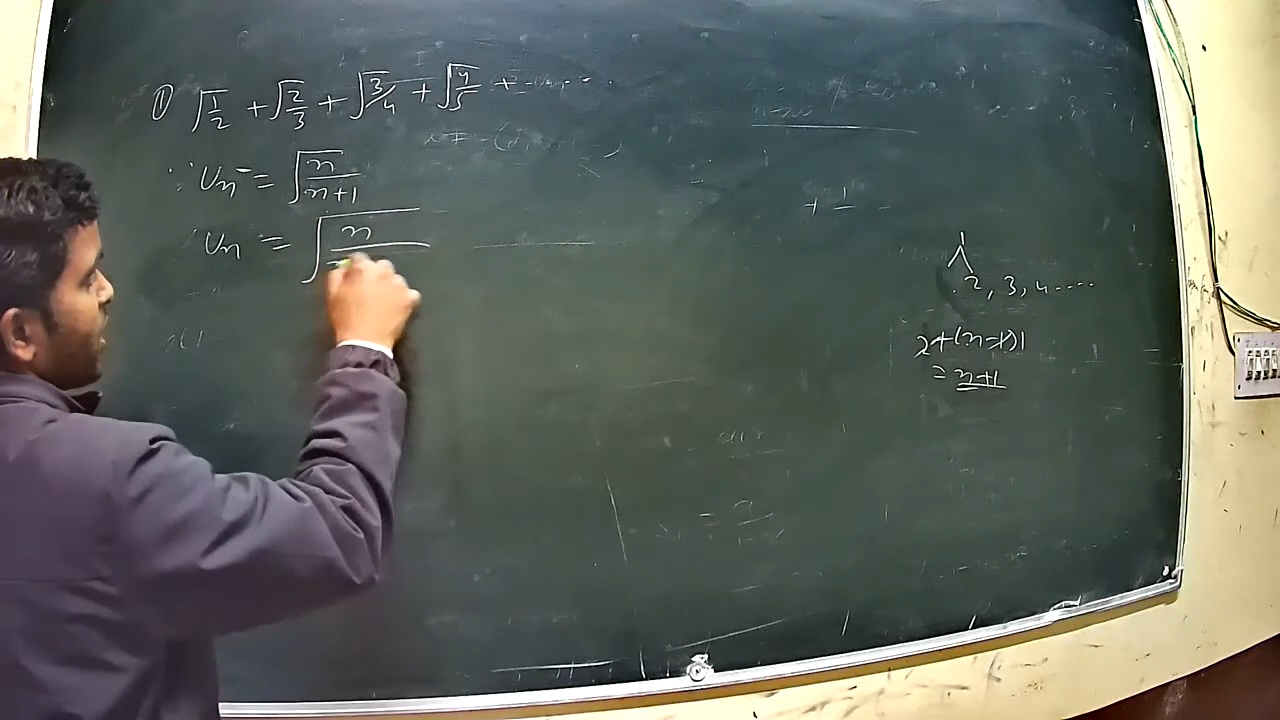 ① √1/2 + √2/3 + √3/4 + √4/5 + ......
∴ Un = √n/n+1
Un = √n
2, 3, 4 ....
2+(n-1)1
= n+1